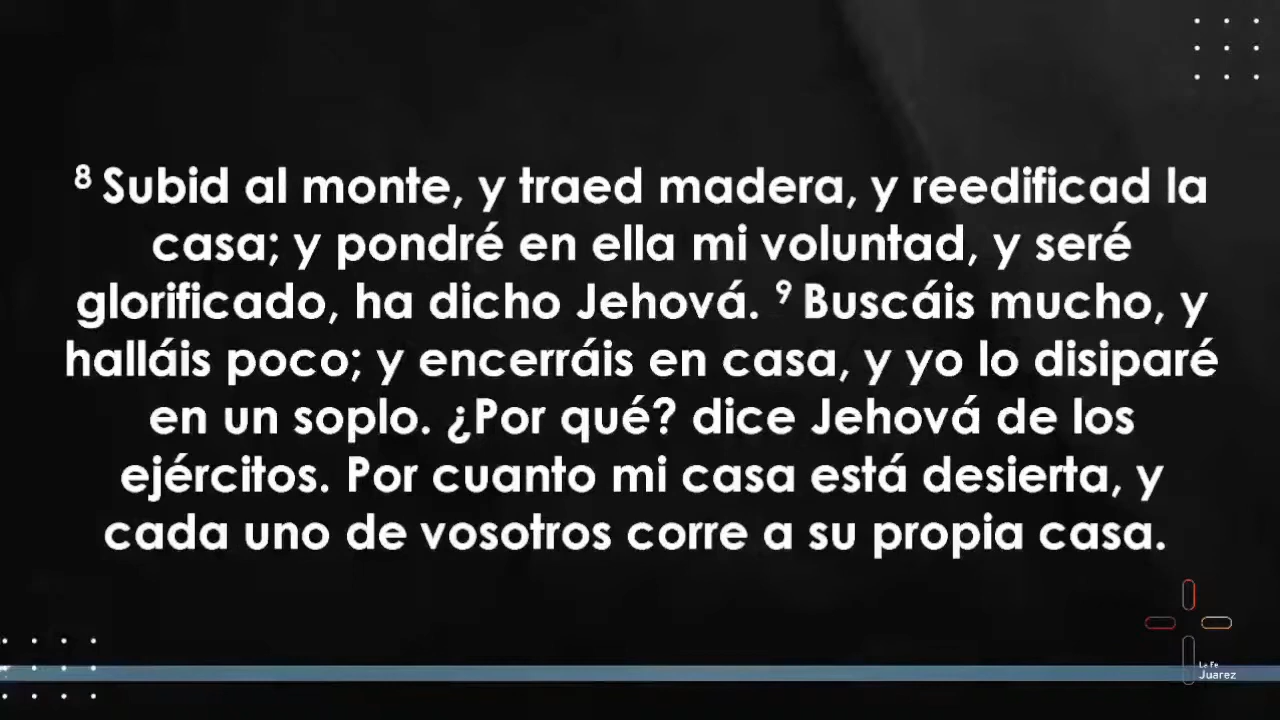 ⁸ Subid al monte, y traed madera, y reedificad la
casa; y pondré en ella mi voluntad, y seré
glorificado, ha dicho Jehová. ⁹ Buscáis mucho, y
halláis poco; y encerráis en casa, y yo lo disiparé
en un soplo. ¿Por qué? dice Jehová de los
ejércitos. Por cuanto mi casa está desierta, y
cada uno de vosotros corre a su propia casa.
La Fe
Juarez